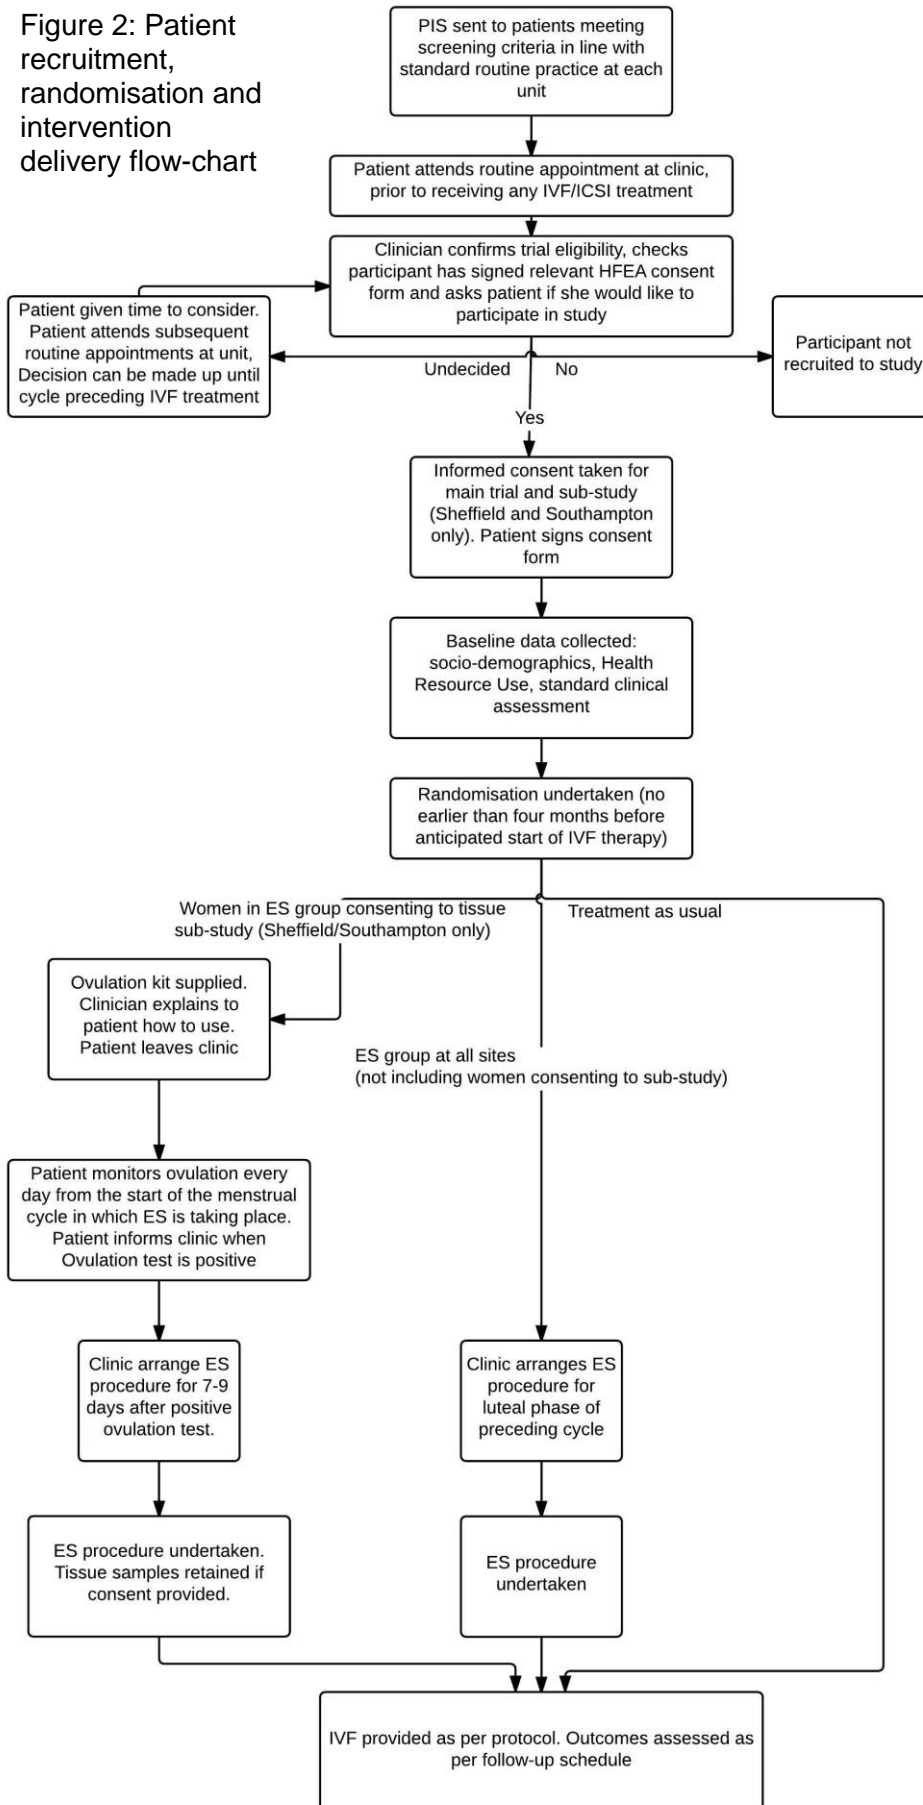 Figure 2: Patient
recruitment,
randomisation and
intervention
delivery flow-chart
PIS sent to patients meeting
screening criteria in line with
standard routine practice at each
unit
Patient attends routine appointment at clinic,
prior to receiving any IVF/ICSI treatment
Clinician confirms trial eligibility, checks
participant has signed relevant HFEA consent
form and asks patient if she would like to
participate in study
Patient given time to consider.
Patient attends subsequent
routine appointments at unit,
Decision can be made up until
cycle preceding IVF treatment
Undecided
No
Participant not
recruited to study
Yes
Informed consent taken for
main trial and sub-study
(Sheffield and Southampton
only). Patient signs consent
form
Baseline data collected:
socio-demographics, Health
Resource Use, standard clinical
assessment
Randomisation undertaken (no
earlier than four months before
anticipated start of IVF therapy)
Women in ES group consenting to tissue
sub-study (Sheffield/Southampton only)
Treatment as usual
Ovulation kit supplied.
Clinician explains to
patient how to use.
Patient leaves clinic
ES group at all sites
(not including women consenting to sub-study)
Patient monitors ovulation every
day from the start of the menstrual
cycle in which ES is taking place.
Patient informs clinic when
Ovulation test is positive
Clinic arrange ES
procedure for 7-9
days after positive
ovulation test.
Clinic arranges ES
procedure for
luteal phase of
preceding cycle
ES procedure undertaken.
Tissue samples retained if
consent provided.
ES procedure
undertaken
IVF provided as per protocol. Outcomes assessed as
per follow-up schedule